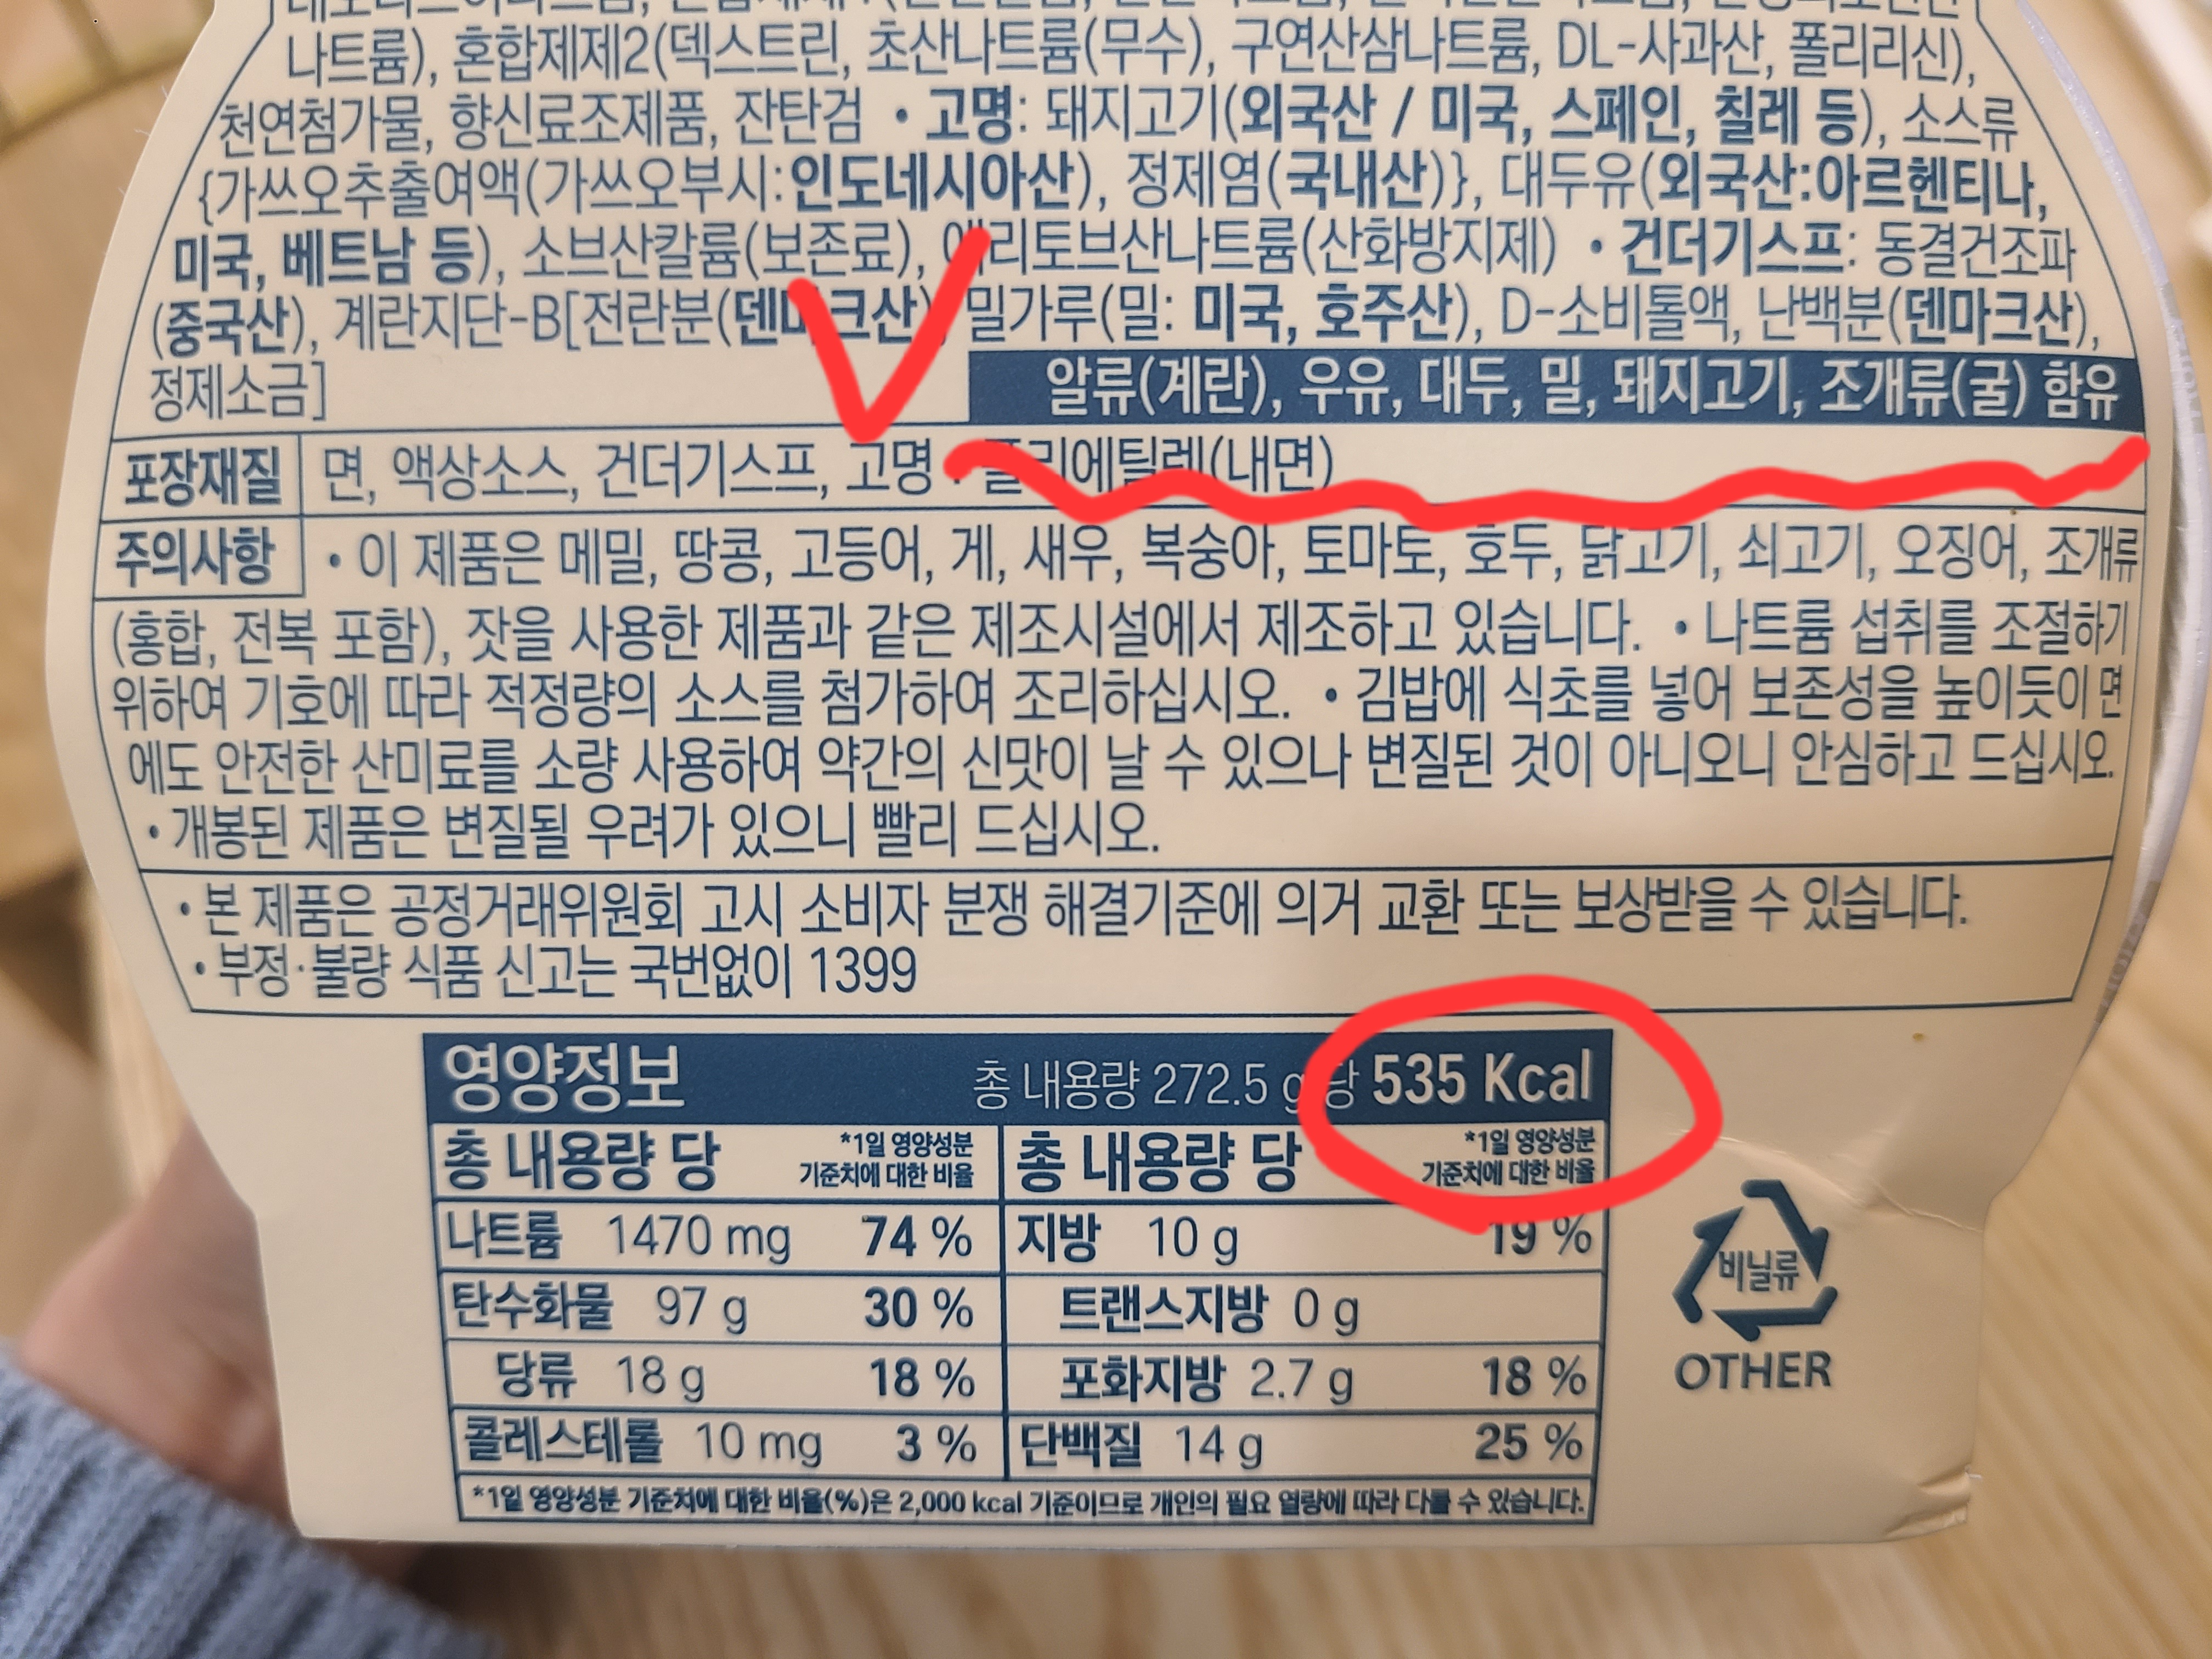 나트륨), 혼합제제2(덱스트린, 초산나트륨(무수), 구연산삼나트륨, DL-사과산, 폴리리신),
천연첨가물, 향신료조제품, 잔탄검 • 고명: 돼지고기(외국산 / 미국, 스페인, 칠레 등), 소스류
{가쓰오추출여액(가쓰오부시:인도네시아산), 정제염(국내산)}, 대두유(외국산:아르헨티나,
미국, 베트남 등), 소브산칼륨(보존료), 에리토브산나트륨(산화방지제) • 건더기스프: 동결건조파
(중국산), 계란지단-B[전란분(덴마크산), 밀가루(밀: 미국, 호주산), D-소비톨액, 난백분(덴마크산),
정제소금]
알류(계란), 우유, 대두, 밀, 돼지고기, 조개류(굴) 함유
포장재질 면, 액상소스, 건더기스프, 고명 : 폴리에틸렌(내면)
주의사항 • 이 제품은 메밀, 땅콩, 고등어, 게, 새우, 복숭아, 토마토, 호두, 닭고기, 쇠고기, 오징어, 조개류
(홍합, 전복 포함), 잣을 사용한 제품과 같은 제조시설에서 제조하고 있습니다. • 나트륨 섭취를 조절하기
위하여 기호에 따라 적정량의 소스를 첨가하여 조리하십시오. • 김밥에 식초를 넣어 보존성을 높이듯이 면
에도 안전한 산미료를 소량 사용하여 약간의 신맛이 날 수 있으나 변질된 것이 아니오니 안심하고 드십시오.
• 개봉된 제품은 변질될 우려가 있으니 빨리 드십시오.
• 본 제품은 공정거래위원회 고시 소비자 분쟁 해결기준에 의거 교환 또는 보상받을 수 있습니다.
• 부정·불량 식품 신고는 국번없이 1399
영양정보 총 내용량 272.5 g 당 535 Kcal
총 내용량 당 *1일 영양성분 기준치에 대한 비율 총 내용량 당 *1일 영양성분 기준치에 대한 비율
나트륨 1470 mg 74 % 지방 10 g 19 %
탄수화물 97 g 30 % 트랜스지방 0 g
당류 18 g 18 % 포화지방 2.7 g 18 %
콜레스테롤 10 mg 3 % 단백질 14 g 25 %
*1일 영양성분 기준치에 대한 비율(%)은 2,000 kcal 기준이므로 개인의 필요 열량에 따라 다를 수 있습니다.
비닐류
OTHER